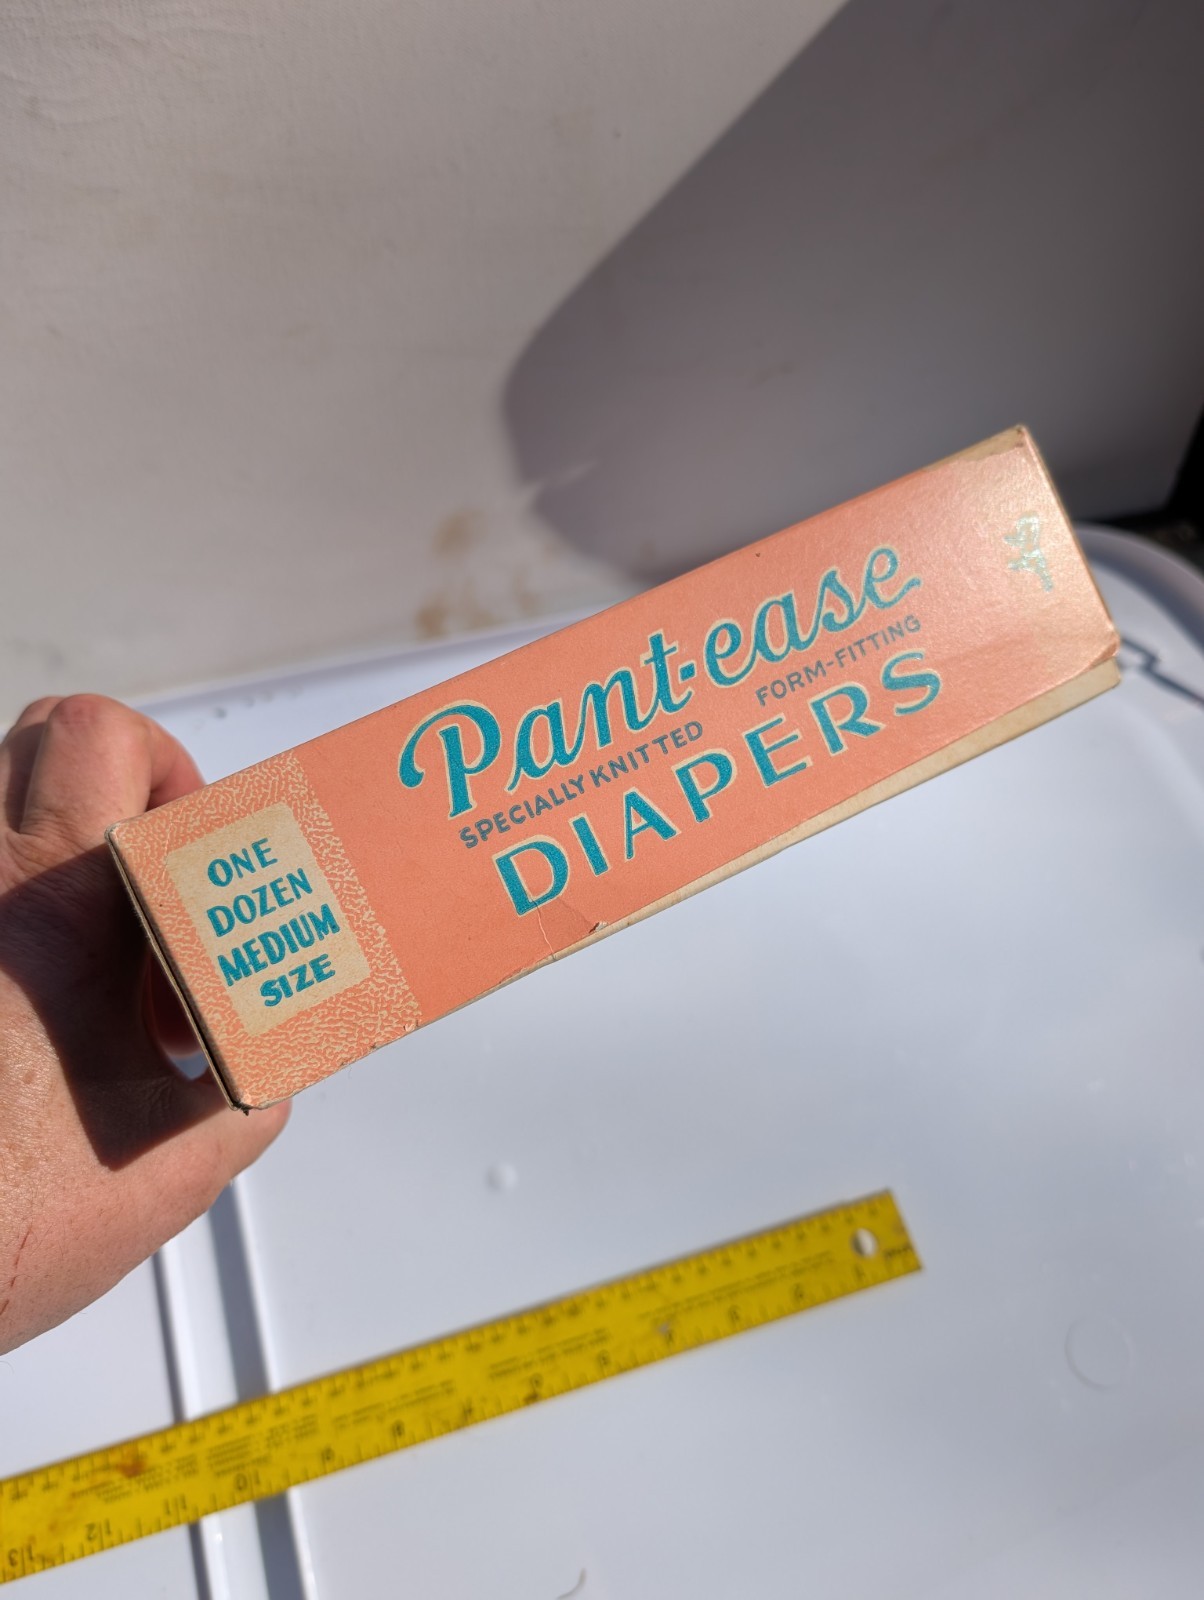 Pant-ease
SPECIALLY KNITTED FORM-FITTING
DIAPERS
ONE
DOZEN
MEDIUM
SIZE